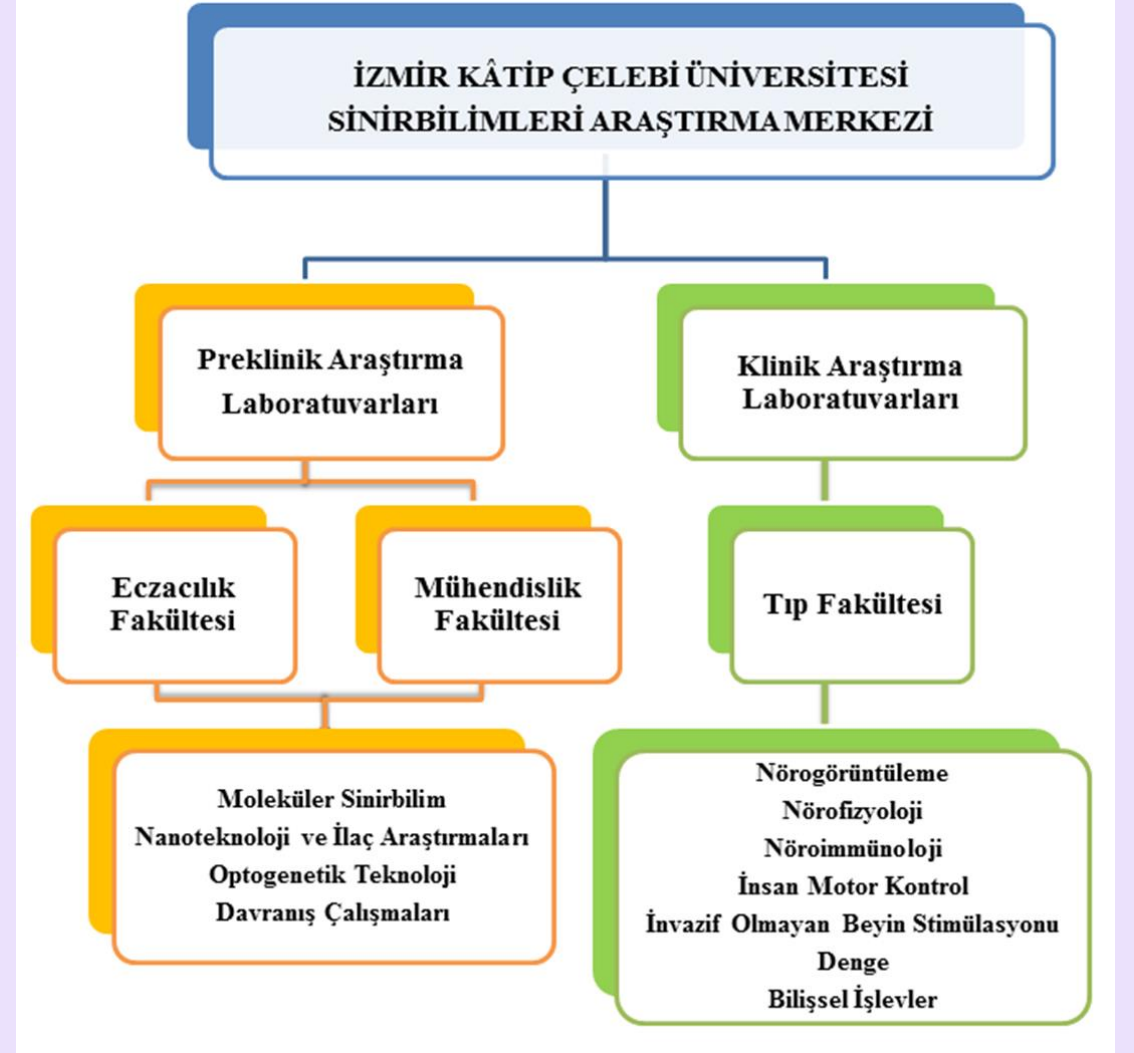 İZMİR KÂTİP ÇELEBİ ÜNİVERSİTESİ
SİNİRBİLİMLERİ ARAŞTIRMA MERKEZİ
Preklinik Araştırma
Laboratuvarları
Klinik Araştırma
Laboratuvarları
Eczacılık
Fakültesi
Mühendislik
Fakültesi
Tıp Fakültesi
Moleküler Sinirbilim
Nanoteknoloji ve İlaç Araştırmaları
Optogenetik Teknoloji
Davranış Çalışmaları
Nörogörüntüleme
Nörofizyoloji
Nöroimmünoloji
İnsan Motor Kontrol
İnvazif Olmayan Beyin Stimülasyonu
Denge
Bilişsel İşlevler